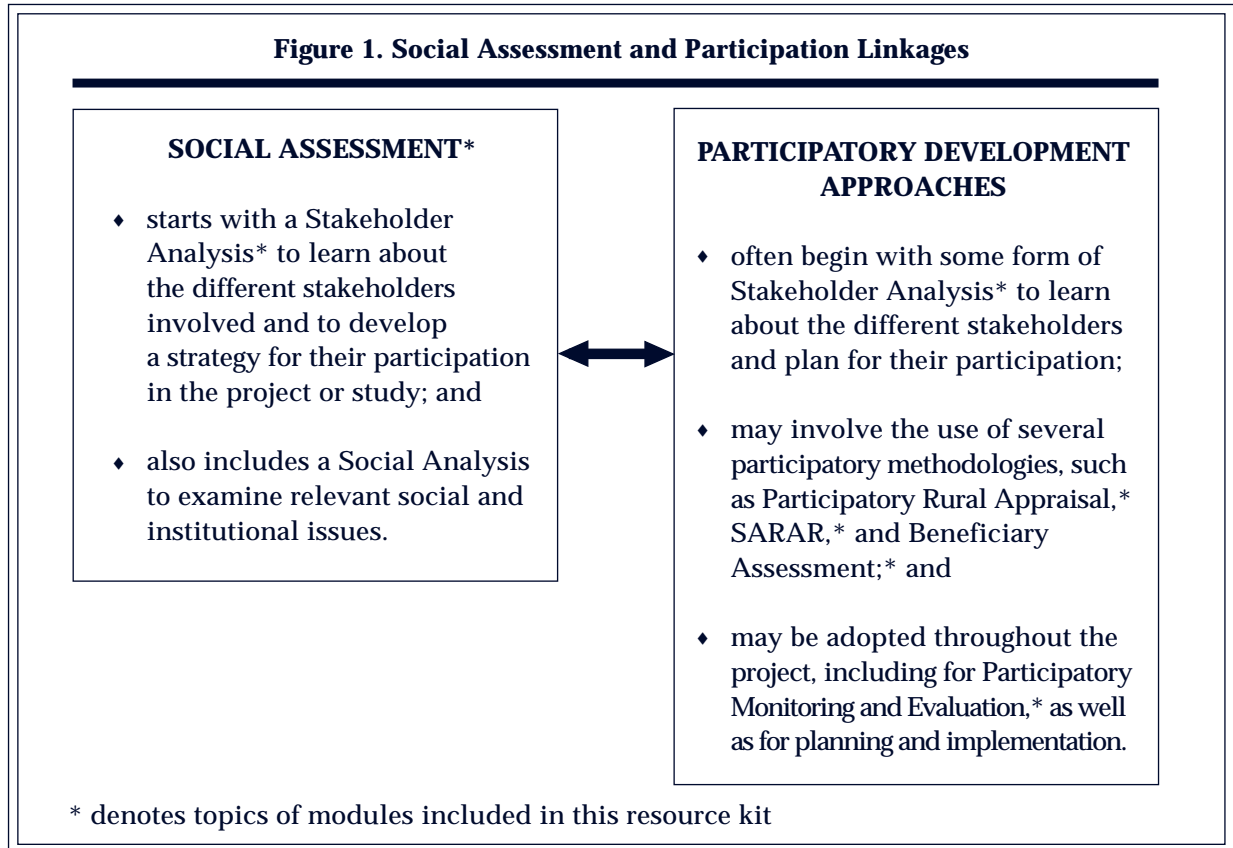 Figure 1. Social Assessment and Participation Linkages
SOCIAL ASSESSMENT*
♦ starts with a Stakeholder
Analysis* to learn about
the different stakeholders
involved and to develop
a strategy for their participation
in the project or study; and
♦ also includes a Social Analysis
to examine relevant social and
institutional issues.
PARTICIPATORY DEVELOPMENT
APPROACHES
♦ often begin with some form of
Stakeholder Analysis* to learn
about the different stakeholders
and plan for their participation;
♦ may involve the use of several
participatory methodologies, such
as Participatory Rural Appraisal,*
SARAR,* and Beneficiary
Assessment;* and
♦ may be adopted throughout the
project, including for Participatory
Monitoring and Evaluation,* as well
as for planning and implementation.
* denotes topics of modules included in this resource kit